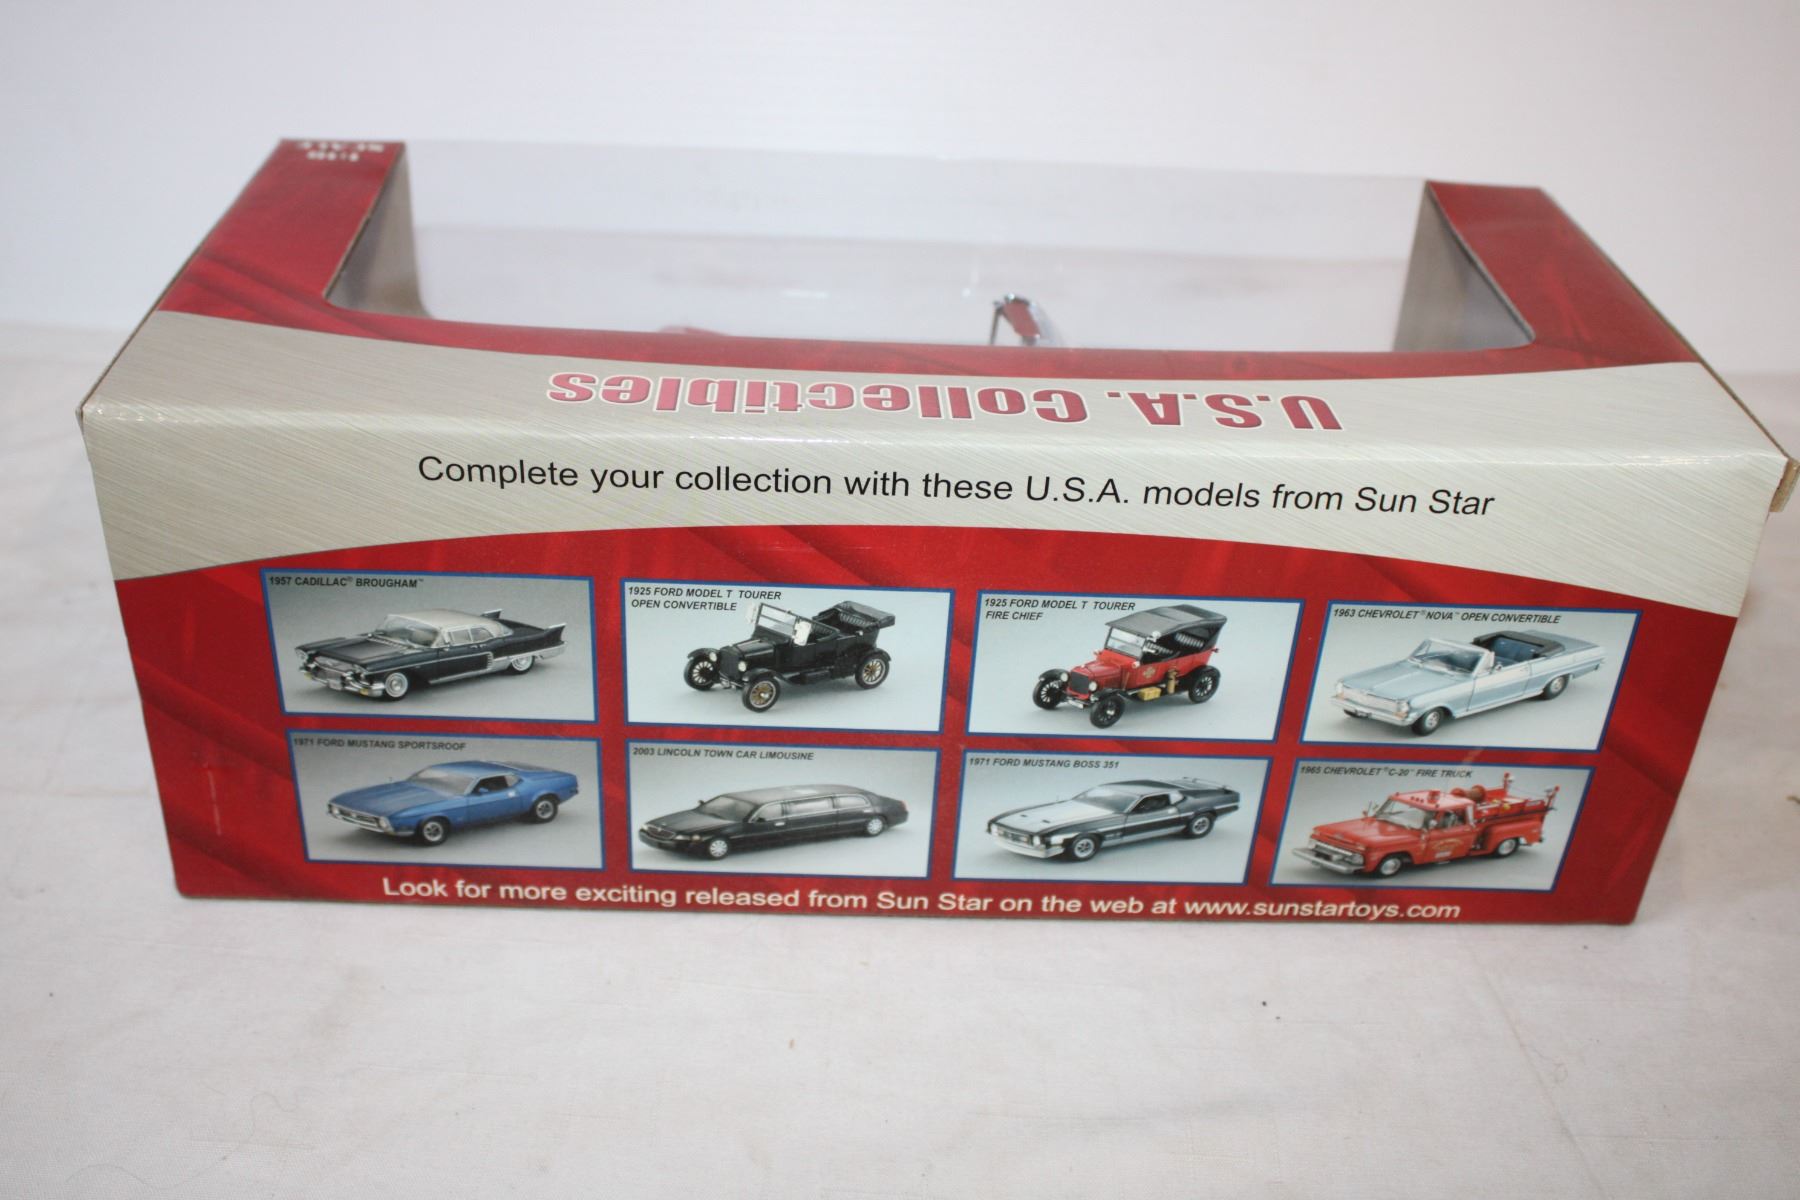 1:18
SCALE
U.S.A. Collectibles
Complete your collection with these U.S.A. models from Sun Star
1957 CADILLAC® BROUGHAM™
1925 FORD MODEL T TOURER
OPEN CONVERTIBLE
1925 FORD MODEL T TOURER
FIRE CHIEF
1963 CHEVROLET® NOVA™ OPEN CONVERTIBLE
1971 FORD MUSTANG SPORTSROOF
2003 LINCOLN TOWN CAR LIMOUSINE
1971 FORD MUSTANG BOSS 351
1965 CHEVROLET® C-20™ FIRE TRUCK
Look for more exciting released from Sun Star on the web at www.sunstartoys.com